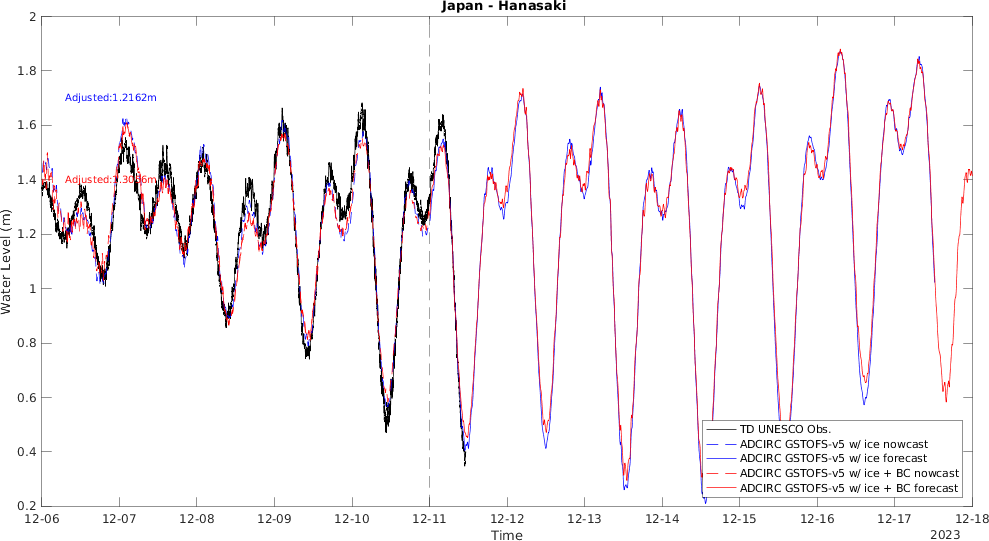 Japan - Hanasaki
2
1.8
1.6
1.4
1.2
1
0.8
0.6
0.4
0.2
Water Level (m)
Adjusted:1.2162m
TD UNESCO Obs.
ADCIRC GSTOFS-v5 w/ ice nowcast
ADCIRC GSTOFS-v5 w/ ice forecast
ADCIRC GSTOFS-v5 w/ ice + BC nowcast
ADCIRC GSTOFS-v5 w/ ice + BC forecast
12-06 12-07 12-08 12-09 12-10 12-11 12-12 12-13 12-14 12-15 12-16 12-17 12-18
Time
2023